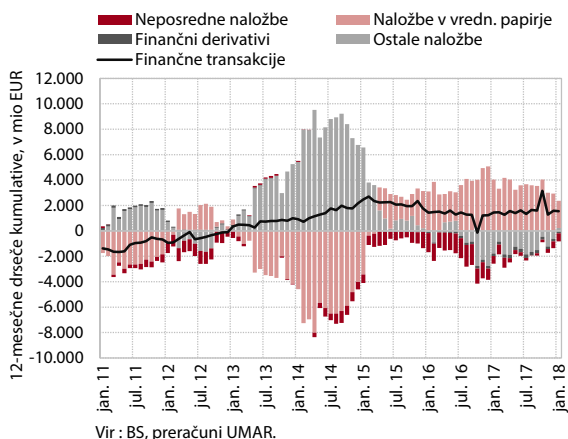 Neposredne naložbe
Naložbe v vredn. papirje
Finančni derivativi
Ostale naložbe
Finančne transakcije
12-mesečne drseče kumulative, v mio EUR
12.000
10.000
8.000
6.000
4.000
2.000
0
-2.000
-4.000
-6.000
-8.000
-10.000
jan. 11
jul. 11
jan. 12
jul. 12
jan. 13
jul. 13
jan. 14
jul. 14
jan. 15
jul. 15
jan. 16
jul. 16
jan. 17
jul. 17
jan. 18
Vir : BS, preračuni UMAR.